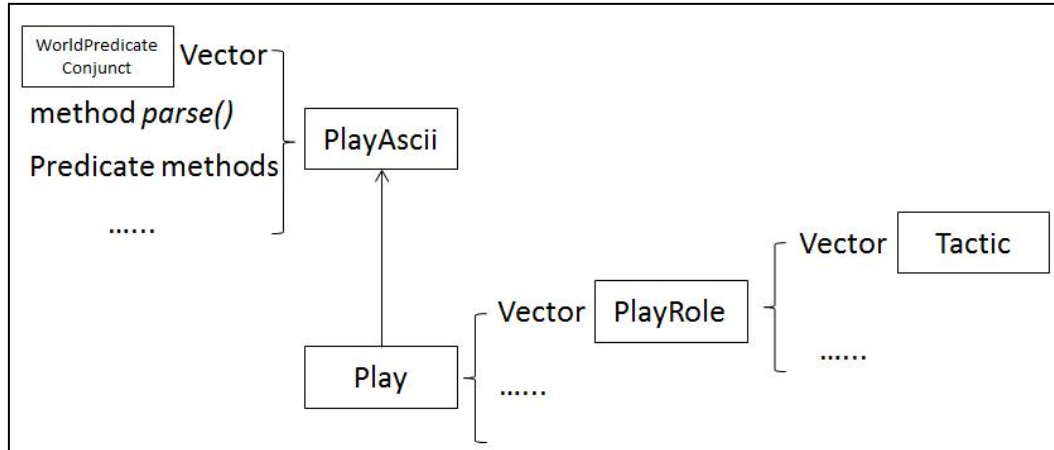 WorldPredicate
Conjunct
Vector
method parse()
Predicate methods
......
PlayAscii
Vector
Tactic
Vector
PlayRole
......
Play
......